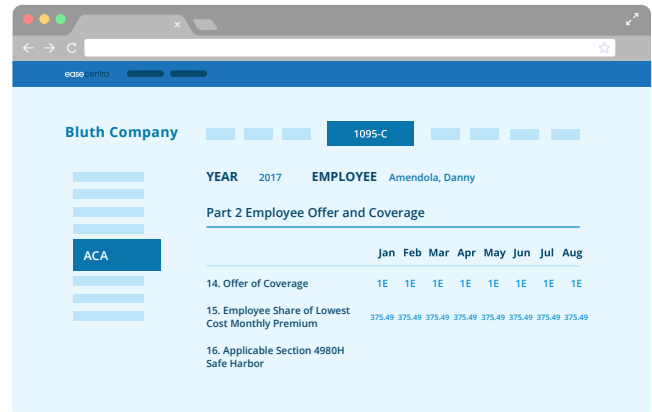 easecentral
Bluth Company
1095-C
YEAR 2017 EMPLOYEE Amendola, Danny
Part 2 Employee Offer and Coverage
ACA
Jan Feb Mar Apr May Jun Jul Aug
14. Offer of Coverage 1E 1E 1E 1E 1E 1E 1E 1E
15. Employee Share of Lowest
Cost Monthly Premium 375.49 375.49 375.49 375.49 375.49 375.49 375.49 375.49
16. Applicable Section 4980H
Safe Harbor